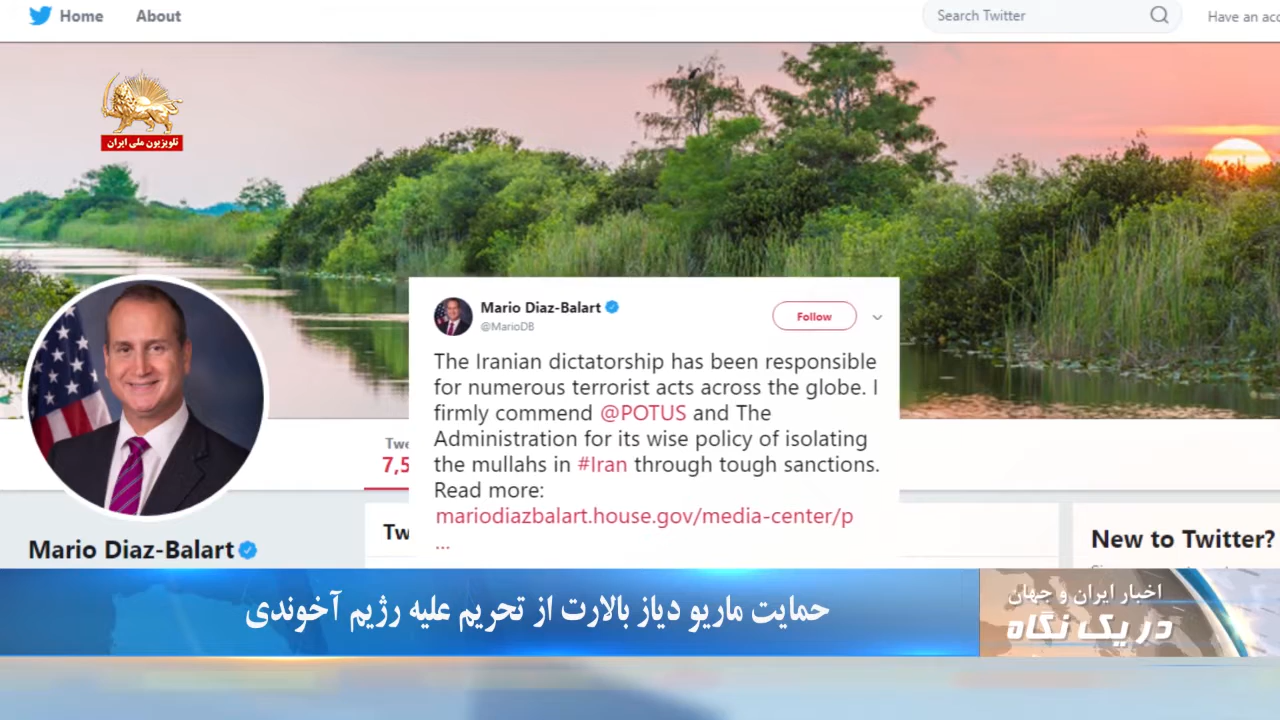 Home About
Search Twitter
Have an acc
تلویزیون ملی ایران
Mario Diaz-Balart
@MarioDB
Follow
The Iranian dictatorship has been responsible
for numerous terrorist acts across the globe. I
firmly commend @POTUS and The
Administration for its wise policy of isolating
the mullahs in #Iran through tough sanctions.
Read more:
mariodiazbalart.house.gov/media-center/p
...
Twe
7,5
Tw
Mario Diaz-Balart
New to Twitter?
حمایت ماریو دیاز بالارت از تحریم علیه رژیم آخوندی
اخبار ایران و جهان
در یک نگاه